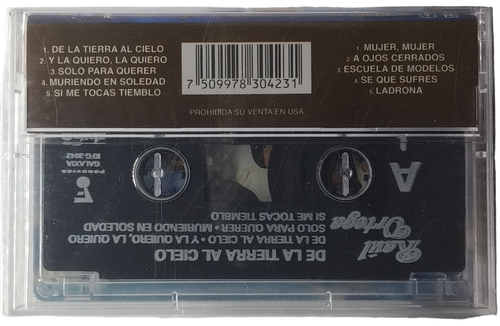 1. DE LA TIERRA AL CIELO
2. Y LA QUIERO, LA QUIERO
3. SOLO PARA QUERER
4. MURIENDO EN SOLEDAD
5. SI ME TOCAS TIEMBLO
7 509978 304231
1. MUJER, MUJER
2. A OJOS CERRADOS
3. ESCUELA DE MODELOS
4. SE QUE SUFRES
5. LADRONA
PROHIBIDA SU VENTA EN USA
A
Raúl
Ortega
DE LA TIERRA AL CIELO
DE LA TIERRA AL CIELO • Y LA QUIERO, LA QUIERO
SOLO PARA QUERER • MURIENDO EN SOLEDAD
SI ME TOCAS TIEMBLO
FONOVISA
GALAXIA